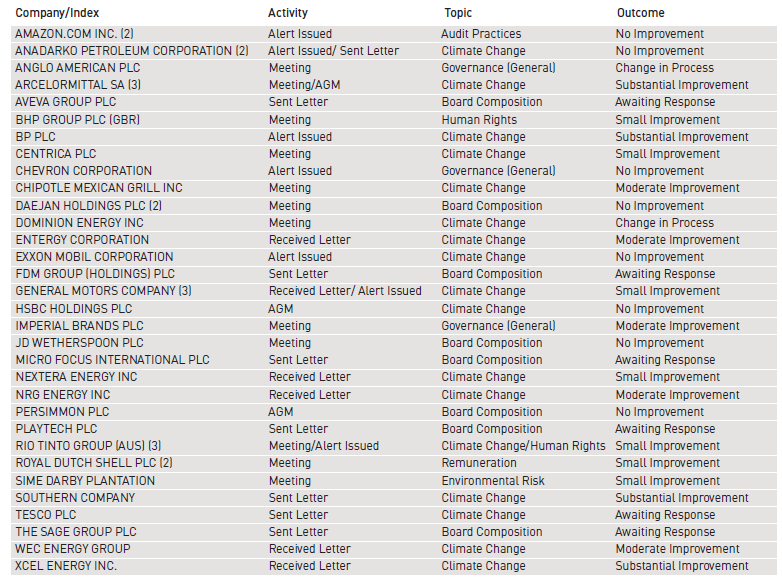 Company/Index Activity Topic Outcome
AMAZON.COM INC. (2) Alert Issued Audit Practices No Improvement
ANADARKO PETROLEUM CORPORATION (2) Alert Issued/ Sent Letter Climate Change No Improvement
ANGLO AMERICAN PLC Meeting Governance (General) Change in Process
ARCELORMITTAL SA (3) Meeting/AGM Climate Change Substantial Improvement
AVEVA GROUP PLC Sent Letter Board Composition Awaiting Response
BHP GROUP PLC (GBR) Meeting Human Rights Small Improvement
BP PLC Alert Issued Climate Change Substantial Improvement
CENTRICA PLC Meeting Climate Change Small Improvement
CHEVRON CORPORATION Alert Issued Governance (General) No Improvement
CHIPOTLE MEXICAN GRILL INC Meeting Climate Change Moderate Improvement
DAEJAN HOLDINGS PLC (2) Meeting Board Composition No Improvement
DOMINION ENERGY INC Meeting Climate Change Change in Process
ENTERGY CORPORATION Received Letter Climate Change Moderate Improvement
EXXON MOBIL CORPORATION Alert Issued Climate Change No Improvement
FDM GROUP (HOLDINGS) PLC Sent Letter Board Composition Awaiting Response
GENERAL MOTORS COMPANY (3) Received Letter/ Alert Issued Climate Change Small Improvement
HSBC HOLDINGS PLC AGM Climate Change No Improvement
IMPERIAL BRANDS PLC Meeting Governance (General) Moderate Improvement
JD WETHERSPOON PLC Meeting Board Composition No Improvement
MICRO FOCUS INTERNATIONAL PLC Sent Letter Board Composition Awaiting Response
NEXTERA ENERGY INC Received Letter Climate Change Small Improvement
NRG ENERGY INC Received Letter Climate Change Moderate Improvement
PERSIMMON PLC AGM Board Composition No Improvement
PLAYTECH PLC Sent Letter Board Composition Awaiting Response
RIO TINTO GROUP (AUS) (3) Meeting/Alert Issued Climate Change/Human Rights Small Improvement
ROYAL DUTCH SHELL PLC (2) Meeting Remuneration Small Improvement
SIME DARBY PLANTATION Meeting Environmental Risk Small Improvement
SOUTHERN COMPANY Sent Letter Climate Change Substantial Improvement
TESCO PLC Sent Letter Climate Change Awaiting Response
THE SAGE GROUP PLC Sent Letter Board Composition Awaiting Response
WEC ENERGY GROUP Received Letter Climate Change Moderate Improvement
XCEL ENERGY INC. Received Letter Climate Change Substantial Improvement